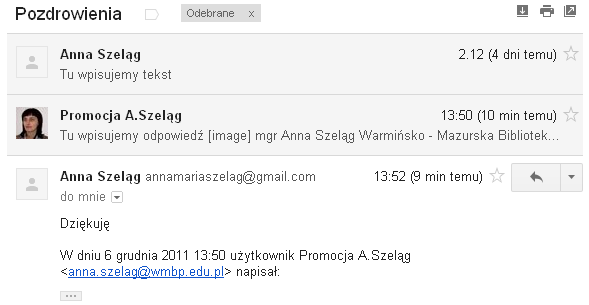 Pozdrowienia
Odebrane x
Anna Szeląg 2.12 (4 dni temu)
Tu wpisujemy tekst
Promocja A.Szeląg 13:50 (10 min temu)
Tu wpisujemy odpowiedź [image] mgr Anna Szeląg Warmińsko - Mazurska Bibliotek...
Anna Szeląg annamariaszelag@gmail.com 13:52 (9 min temu)
do mnie
Dziękuję
W dniu 6 grudnia 2011 13:50 użytkownik Promocja A.Szeląg
<anna.szelag@wmbp.edu.pl> napisał: